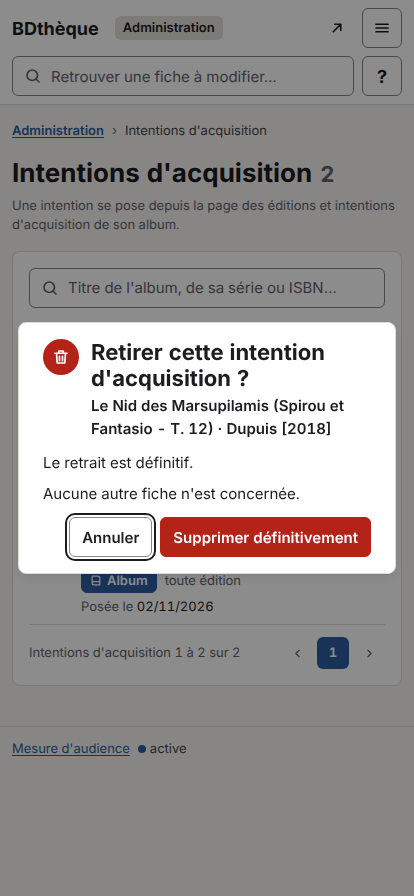 BDthèque
Administration
Retrouver une fiche à modifier...
?
Administration › Intentions d'acquisition
Intentions d'acquisition 2
Une intention se pose depuis la page des éditions et intentions
d'acquisition de son album.
Titre de l'album, de sa série ou ISBN...
Retirer cette intention
d'acquisition ?
Le Nid des Marsupilamis (Spirou et
Fantasio - T. 12) · Dupuis [2018]
Le retrait est définitif.
Aucune autre fiche n'est concernée.
Annuler
Supprimer définitivement
Album
toute édition
Posée le 02/11/2026
Intentions d'acquisition 1 à 2 sur 2
‹ 1 ›
Mesure d'audience
active